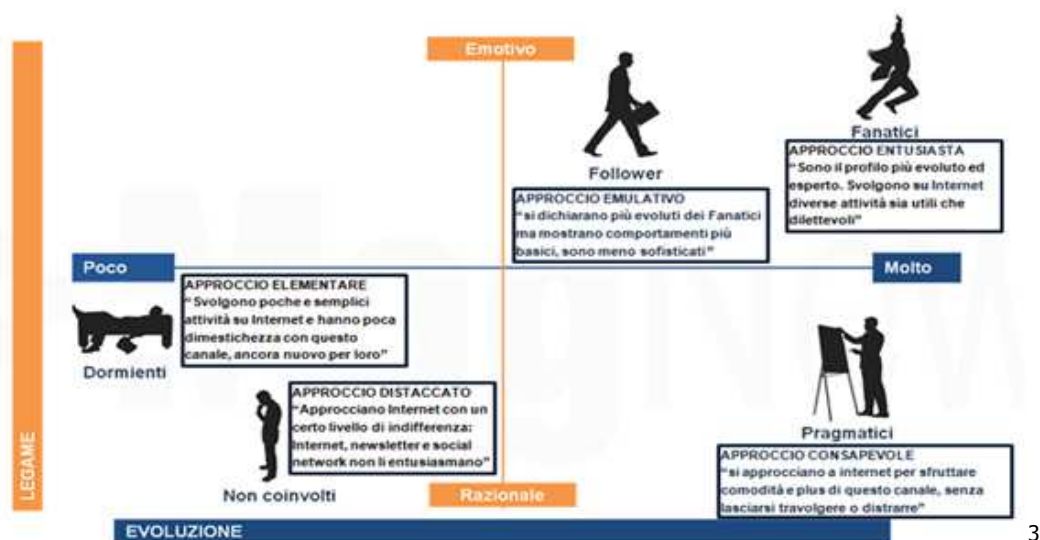 Emotivo
Fanatici
APPROCCIO ENTUSIASTA
“ Sono il profilo più evoluto ed
esperto. Svolgono su Internet
diverse attività sia utili che
dilettevoli”
Follower
APPROCCIO EMULATIVO
“si dichiarano più evoluti dei Fanatici
ma mostrano comportamenti più
basici, sono meno sofisticati”
Poco
Molto
APPROCCIO ELEMENTARE
“ Svolgono poche e semplici
attività su Internet e hanno poca
dimestichezza con questo
canale, ancora nuovo per loro”
Dormienti
APPROCCIO DISTACCATO
“Approcciano Internet con un
certo livello di indifferenza:
Internet, newsletter e social
network non li entusiasmano”
Non coinvolti
Pragmatici
APPROCCIO CONSAPEVOLE
“si approcciano a internet per sfruttare
comodità e plus di questo canale, senza
lasciarsi travolgere o distrarre”
Razionale
LEGAME
EVOLUZIONE
3